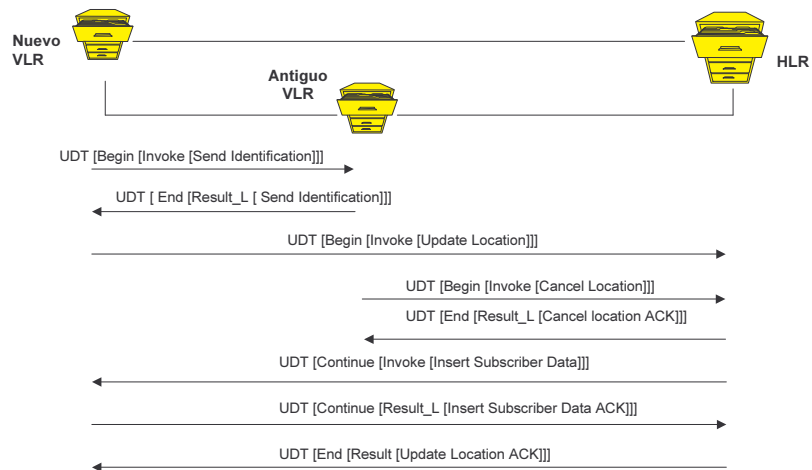 Nuevo
VLR
HLR
Antiguo
VLR
UDT [Begin [Invoke [Send Identification]]]
UDT [ End [Result_L [ Send Identification]]]
UDT [Begin [Invoke [Update Location]]]
UDT [Begin [Invoke [Cancel Location]]]
UDT [End [Result_L [Cancel location ACK]]]
UDT [Continue [Invoke [Insert Subscriber Data]]]
UDT [Continue [Result_L [Insert Subscriber Data ACK]]]
UDT [End [Result [Update Location ACK]]]